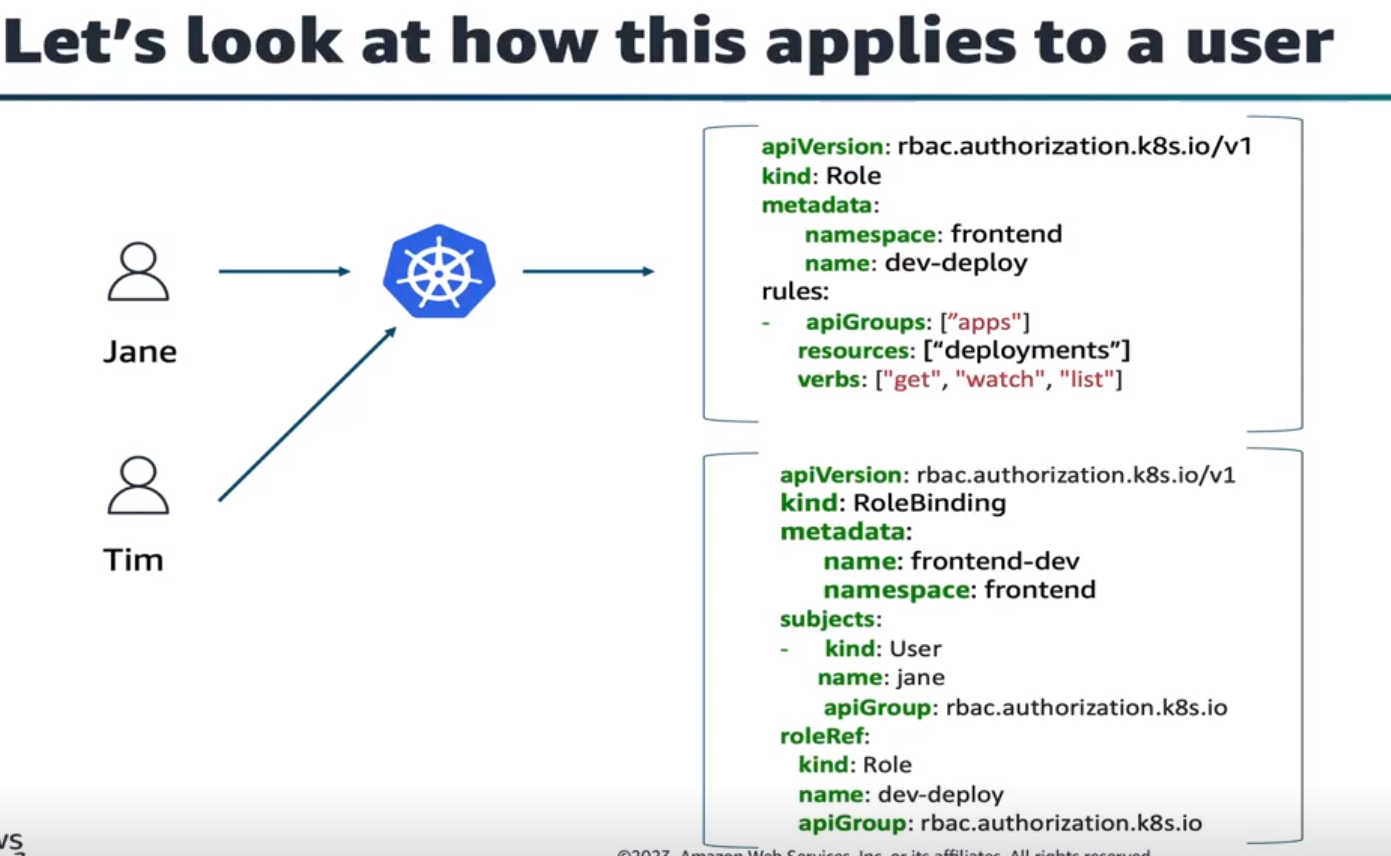 Let’s look at how this applies to a user
Jane
Tim
apiVersion: rbac.authorization.k8s.io/v1
kind: Role
metadata:
namespace: frontend
name: dev-deploy
rules:
- apiGroups: [”apps"]
resources: [“deployments”]
verbs: ["get", "watch", "list"]
apiVersion: rbac.authorization.k8s.io/v1
kind: RoleBinding
metadata:
name: frontend-dev
namespace: frontend
subjects:
- kind: User
name: jane
apiGroup: rbac.authorization.k8s.io
roleRef:
kind: Role
name: dev-deploy
apiGroup: rbac.authorization.k8s.io
©2023, Amazon Web Services, Inc. or its affiliates. All rights reserved.